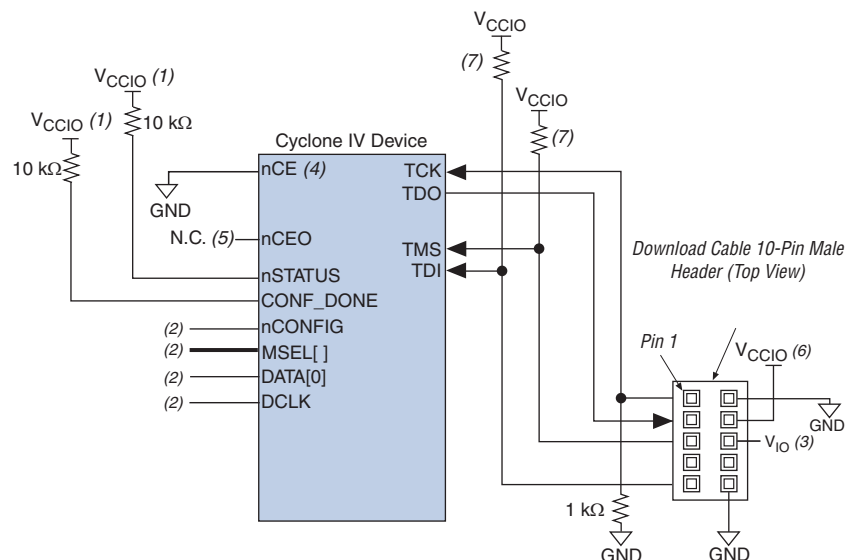 V_CCIO
(7)
V_CCIO (1)
V_CCIO
V_CCIO (1)
10 kΩ
(7)
10 kΩ
Cyclone IV Device
nCE (4)
TCK
GND
TDO
N.C. (5)
nCEO
TMS
TDI
Download Cable 10-Pin Male
Header (Top View)
nSTATUS
CONF_DONE
(2)
nCONFIG
(2)
MSEL[ ]
(2)
DATA[0]
(2)
DCLK
Pin 1
V_CCIO (6)
GND
V_IO (3)
1 kΩ
GND
GND